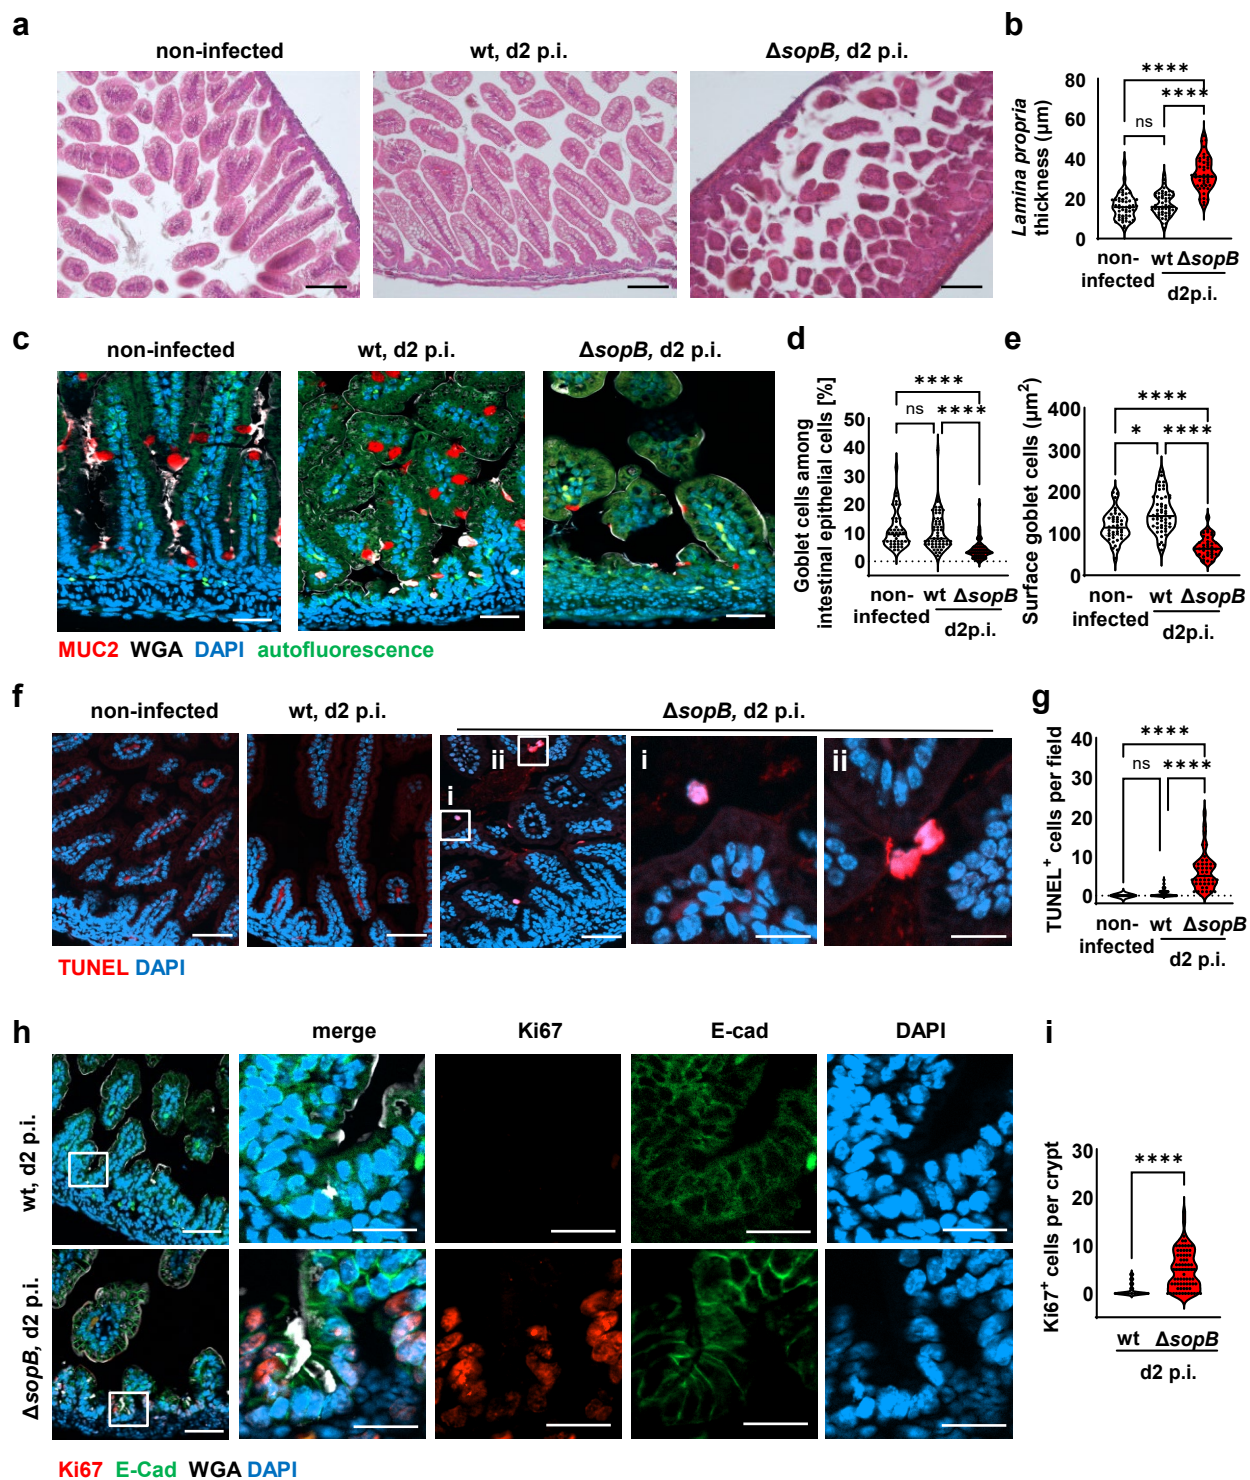 a
non-infected
wt, d2 p.i.
ΔsopB, d2 p.i.
b
Lamina propria
thickness (µm)
80
60
40
20
0
****
ns
****
non-
infected
wt ΔsopB
d2p.i.
c
non-infected
wt, d2 p.i.
ΔsopB, d2 p.i.
MUC2 WGA DAPI autofluorescence
d
Goblet cells among
intestinal epithelial cells [%]
50
40
30
20
10
0
****
ns
****
non-
infected
wt ΔsopB
d2p.i.
e
Surface goblet cells (µm²)
400
300
200
100
0
****
*
****
non-
infected
wt ΔsopB
d2p.i.
f
non-infected
wt, d2 p.i.
ΔsopB, d2 p.i.
ii
i
i
ii
TUNEL DAPI
g
TUNEL⁺ cells per field
40
30
20
10
0
****
ns
****
non-
infected
wt ΔsopB
d2 p.i.
h
merge
Ki67
E-cad
DAPI
wt, d2 p.i.
ΔsopB, d2 p.i.
Ki67 E-Cad WGA DAPI
i
Ki67⁺ cells per crypt
30
20
10
0
****
wt ΔsopB
d2 p.i.